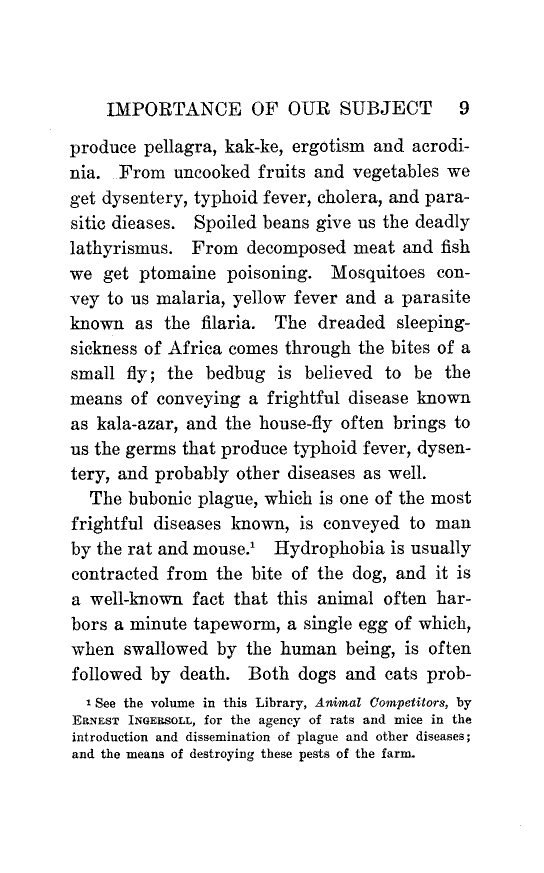 IMPORTANCE OF OUR SUBJECT 9
produce pellagra, kak-ke, ergotism and acrodi-
nia. From uncooked fruits and vegetables we
get dysentery, typhoid fever, cholera, and para-
sitic dieases. Spoiled beans give us the deadly
lathyrismus. From decomposed meat and fish
we get ptomaine poisoning. Mosquitoes con-
vey to us malaria, yellow fever and a parasite
known as the filaria. The dreaded sleeping-
sickness of Africa comes through the bites of a
small fly; the bedbug is believed to be the
means of conveying a frightful disease known
as kala-azar, and the house-fly often brings to
us the germs that produce typhoid fever, dysen-
tery, and probably other diseases as well.
The bubonic plague, which is one of the most
frightful diseases known, is conveyed to man
by the rat and mouse.¹ Hydrophobia is usually
contracted from the bite of the dog, and it is
a well-known fact that this animal often har-
bors a minute tapeworm, a single egg of which,
when swallowed by the human being, is often
followed by death. Both dogs and cats prob-
¹ See the volume in this Library, Animal Competitors, by
ERNEST INGERSOLL, for the agency of rats and mice in the
introduction and dissemination of plague and other diseases;
and the means of destroying these pests of the farm.